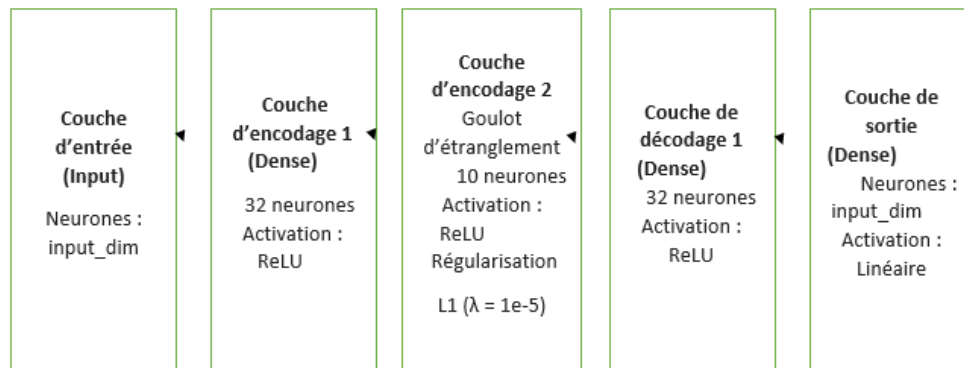 Couche
d’entrée
(Input)
Neurones :
input_dim
Couche
d’encodage 1
(Dense)
32 neurones
Activation :
ReLU
Couche
d’encodage 2
Goulot
d’étranglement
10 neurones
Activation :
ReLU
Régularisation
L1 (λ = 1e-5)
Couche de
décodage 1
(Dense)
32 neurones
Activation :
ReLU
Couche de
sortie
(Dense)
Neurones :
input_dim
Activation :
Linéaire